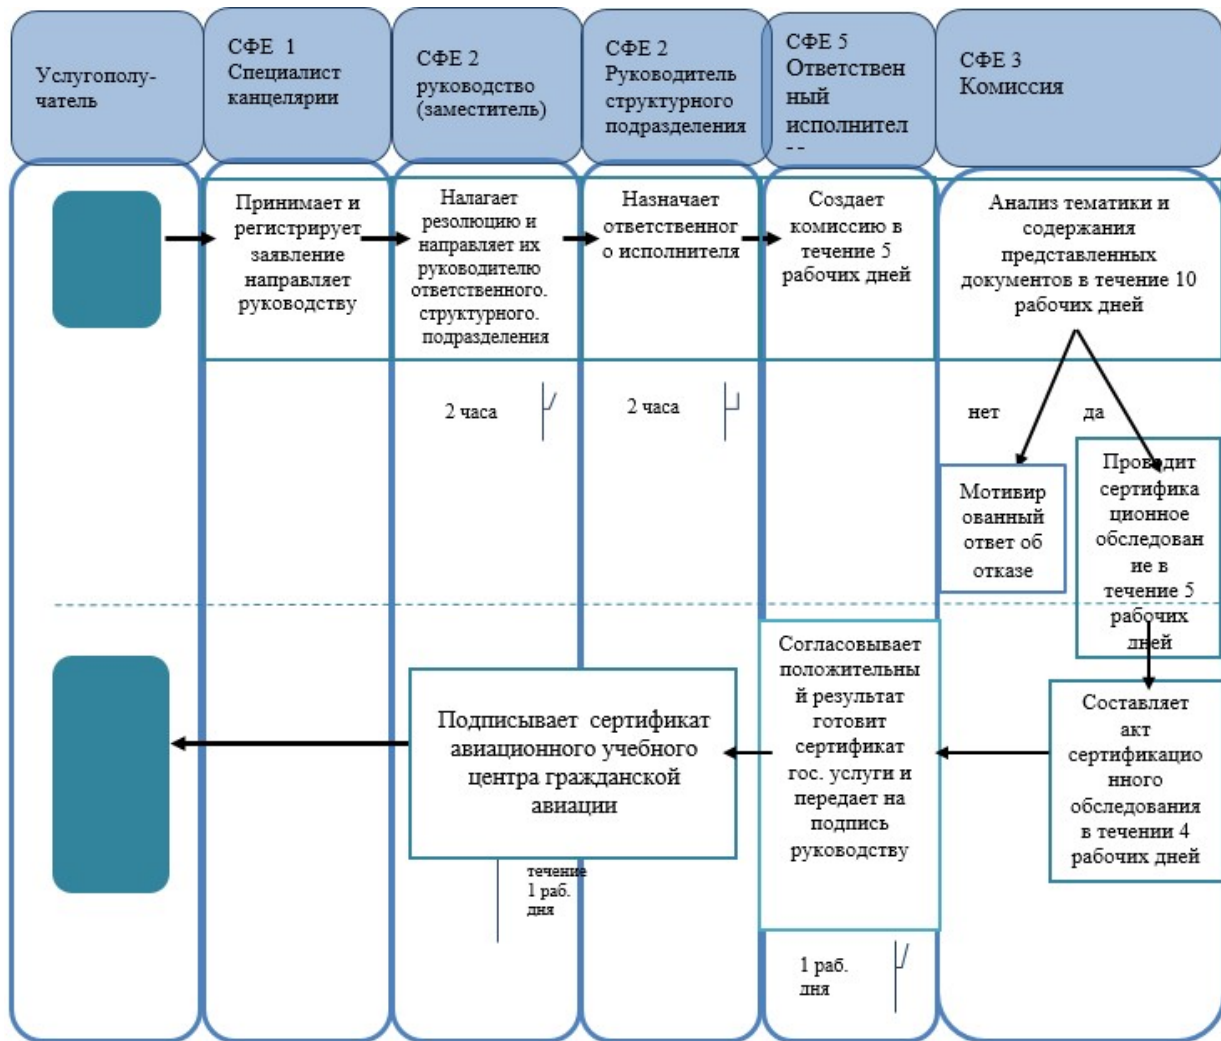 Услугополу-
чатель
СФЕ 1
Специалист
канцелярии
СФЕ 2
руководство
(заместитель)
СФЕ 2
Руководитель
структурного
подразделения
СФЕ 5
Ответствен
ный
исполнител
СФЕ 3
Комиссия
Принимает и
регистрирует
заявление
направляет
руководству
Налагает
резолюцию и
направляет их
руководителю
ответственного.
структурного.
подразделения
Назначает
ответственног
о исполнителя
Создает
комиссию в
течение 5
рабочих дней
Анализ тематики и
содержания
представленных
документов в течение 10
рабочих дней
2 часа
2 часа
нет
да
Мотивир
ованный
ответ об
отказе
Проводит
сертифика
ционное
обследован
ие в
течение 5
рабочих
дней
Подписывает сертификат
авиационного учебного
центра гражданской
авиации
Согласовывает
положительны
й результат
готовит
сертификат
гос. услуги и
передает на
подпись
руководству
Составляет
акт
сертификацио
нного
обследования
в течении 4
рабочих дней
течение
1 раб.
дня
1 раб.
дня